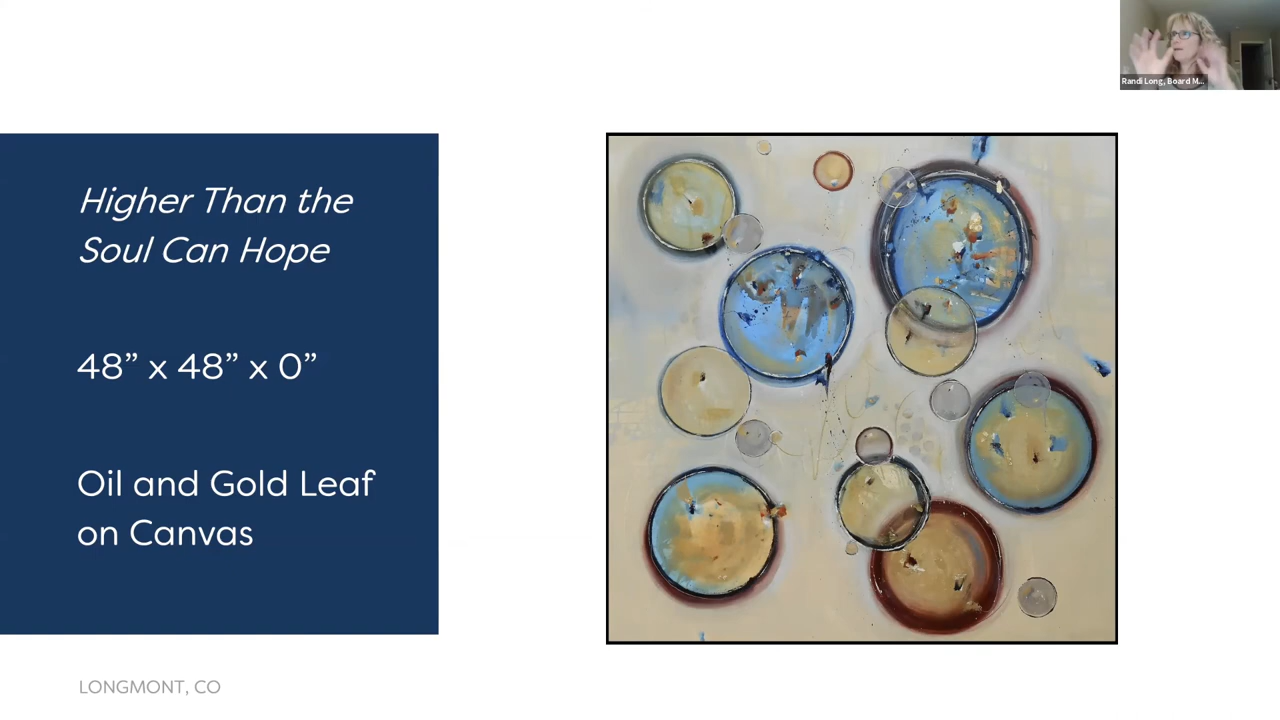 Randi Long, Board M...
Higher Than the
Soul Can Hope
48” x 48” x 0”
Oil and Gold Leaf
on Canvas
LONGMONT, CO